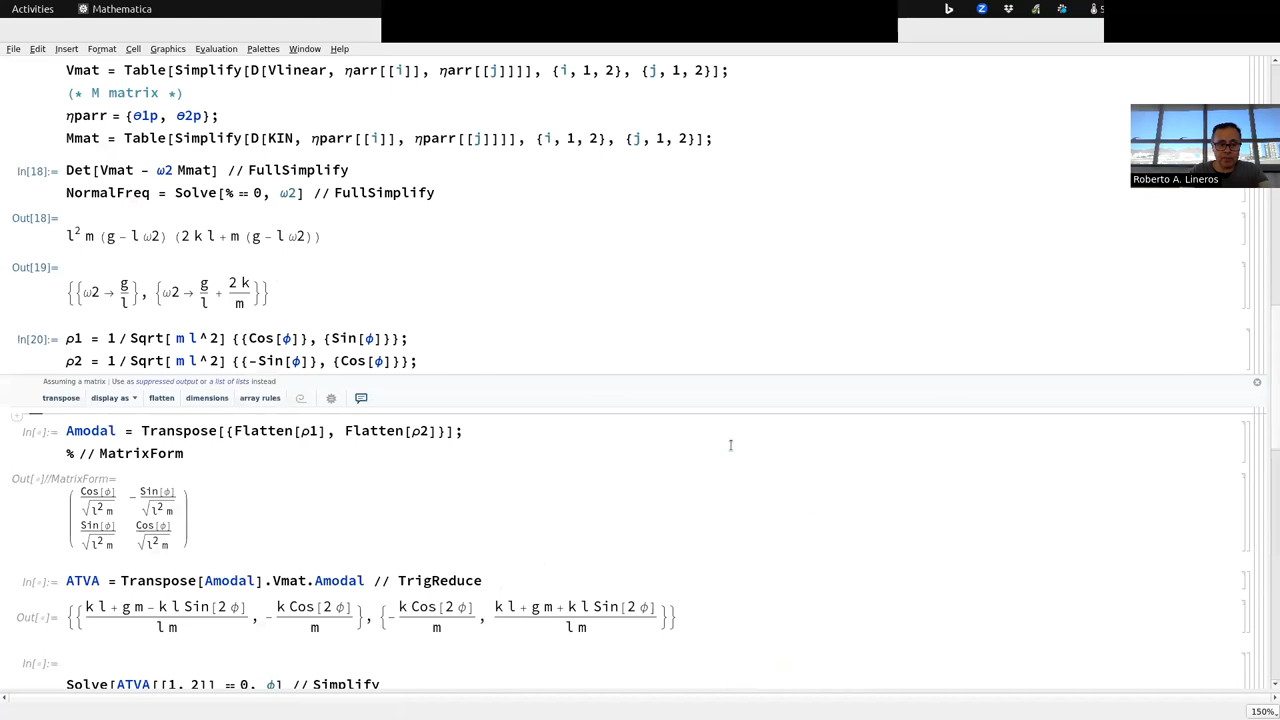 Activities Mathematica
File Edit Insert Format Cell Graphics Evaluation Palettes Window Help
Vmat = Table[Simplify[D[Vlinear, ηarr[[i]], ηarr[[j]]]], {i, 1, 2}, {j, 1, 2}];
(* M matrix *)
ηparr = {θ1p, θ2p};
Mmat = Table[Simplify[D[KIN, ηparr[[i]], ηparr[[j]]]], {i, 1, 2}, {j, 1, 2}];
In[18]= Det[Vmat - ω2 Mmat] // FullSimplify
NormalFreq = Solve[% == 0, ω2] // FullSimplify
Out[18]=
l² m (g - l ω2) (2 k l + m (g - l ω2))
Out[19]=
{{ω2 → g/l}, {ω2 → g/l + 2 k/m}}
In[20]= ρ1 = 1 / Sqrt[ m l^2] {{Cos[ϕ]}, {Sin[ϕ]}};
ρ2 = 1 / Sqrt[ m l^2] {{-Sin[ϕ]}, {Cos[ϕ]}};
Assuming a matrix | Use as suppressed output or a list of lists instead
transpose display as flatten dimensions array rules
In[◦]:= Amodal = Transpose[{Flatten[ρ1], Flatten[ρ2]}];
% // MatrixForm
Out[◦]//MatrixForm=
Cos[ϕ]/√(l² m) - Sin[ϕ]/√(l² m)
Sin[ϕ]/√(l² m) Cos[ϕ]/√(l² m)
In[◦]:= ATVA = Transpose[Amodal].Vmat.Amodal // TrigReduce
Out[◦]= {{(k l + g m - k l Sin[2 ϕ])/(l m), - k Cos[2 ϕ]/m}, {- k Cos[2 ϕ]/m, (k l + g m + k l Sin[2 ϕ])/(l m)}}
In[◦]:=
Solve[ATVA[[1, 2]] == 0, ϕ] // Simplify
Roberto A. Lineros
150%